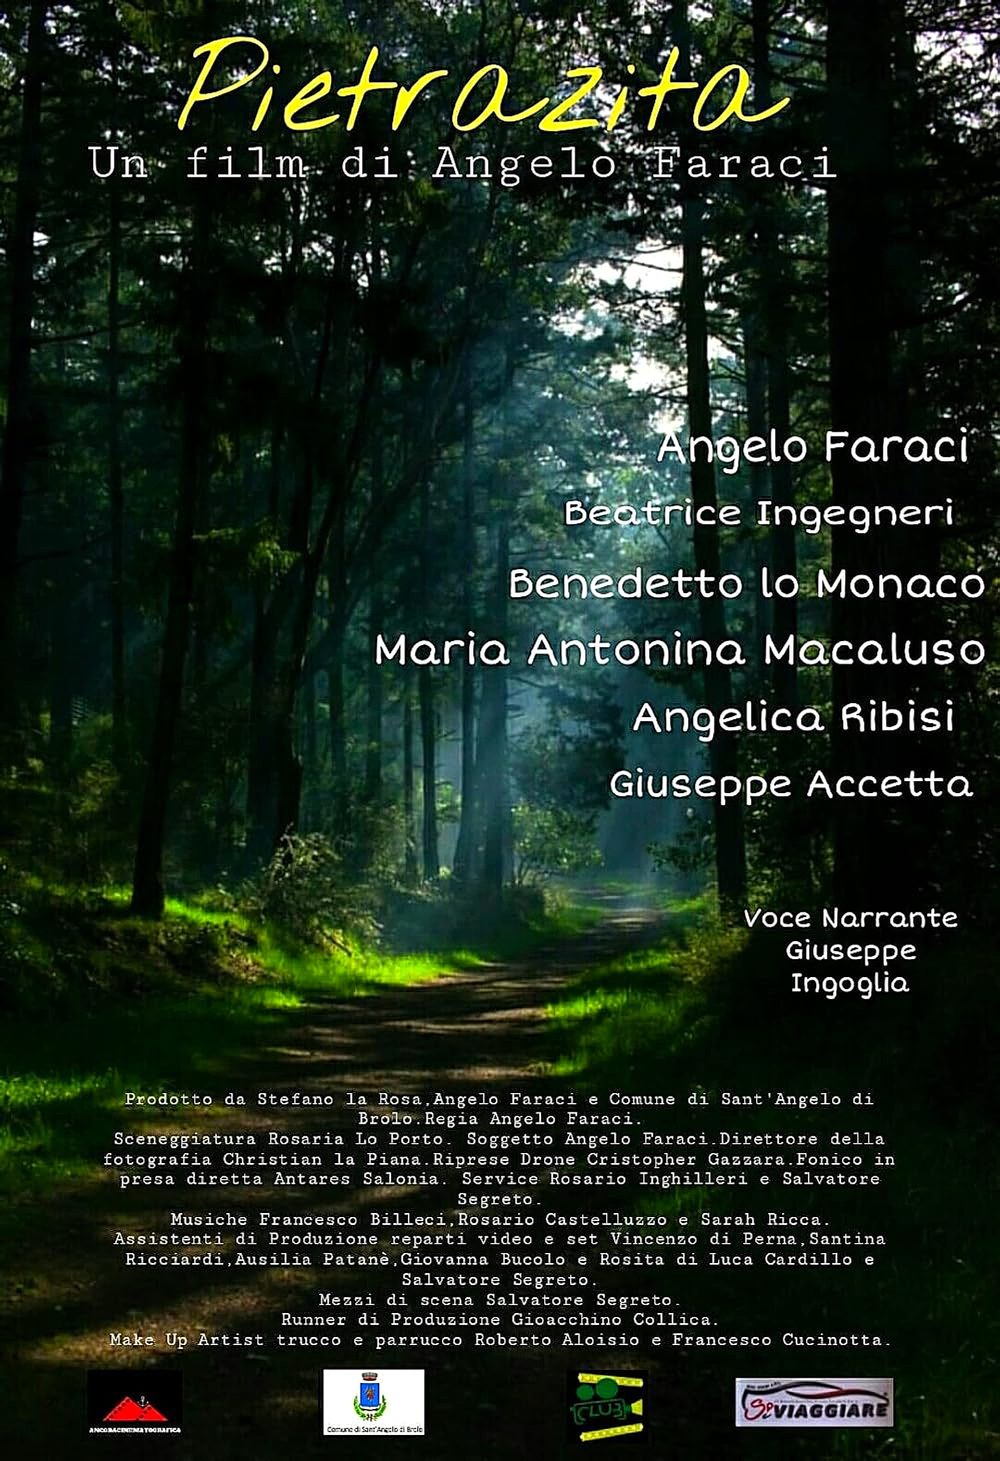 Pietrazita
Un film di Angelo Faraci
Angelo Faraci
Beatrice Ingegneri
Benedetto lo Monaco
Maria Antonina Macaluso
Angelica Ribisi
Giuseppe Accetta
Voce Narrante
Giuseppe
Ingoglia
Prodotto da Stefano la Rosa,Angelo Faraci e Comune di Sant'Angelo di
Brolo.Regia Angelo Faraci.
Sceneggiatura Rosaria Lo Porto. Soggetto Angelo Faraci.Direttore della
fotografia Christian la Piana.Riprese Drone Cristopher Gazzara.Fonico in
presa diretta Antares Salonia. Service Rosario Inghilleri e Salvatore
Segreto.
Musiche Francesco Billeci,Rosario Castelluzzo e Sarah Ricca.
Assistenti di Produzione reparti video e set Vincenzo di Perna,Santina
Ricciardi,Ausilia Patanè,Giovanna Bucolo e Rosita di Luca Cardillo e
Salvatore Segreto.
Mezzi di scena Salvatore Segreto.
Runner di Produzione Gioacchino Collica.
Make Up Artist trucco e parrucco Roberto Aloisio e Francesco Cucinotta.
ANCORACINEMATOGRAFICA
Comune di Sant'Angelo di Brolo
CLUB
VIAGGIARE